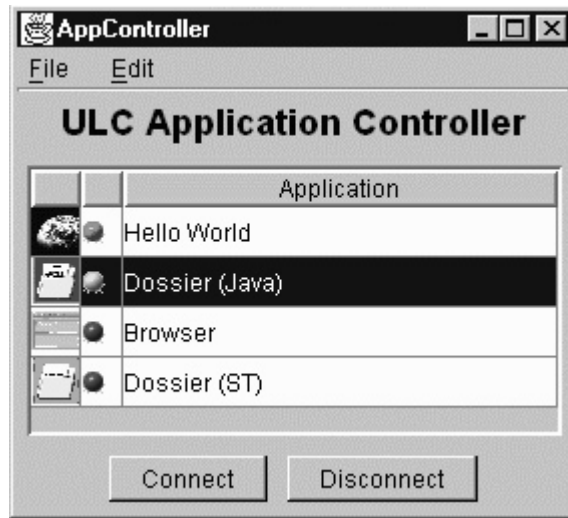 AppController
File Edit
ULC Application Controller
Application
Hello World
Dossier (Java)
Browser
Dossier (ST)
Connect Disconnect